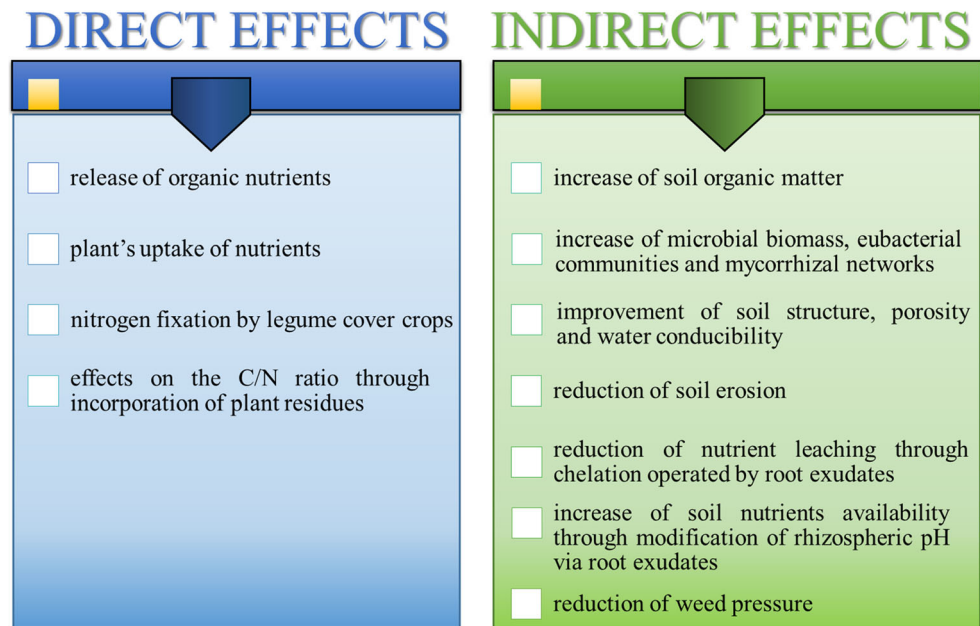 DIRECT EFFECTS
release of organic nutrients
plant's uptake of nutrients
nitrogen fixation by legume cover crops
effects on the C/N ratio through
incorporation of plant residues
INDIRECT EFFECTS
increase of soil organic matter
increase of microbial biomass, eubacterial
communities and mycorrhizal networks
improvement of soil structure, porosity
and water conducibility
reduction of soil erosion
reduction of nutrient leaching through
chelation operated by root exudates
increase of soil nutrients availability
through modification of rhizospheric pH
via root exudates
reduction of weed pressure